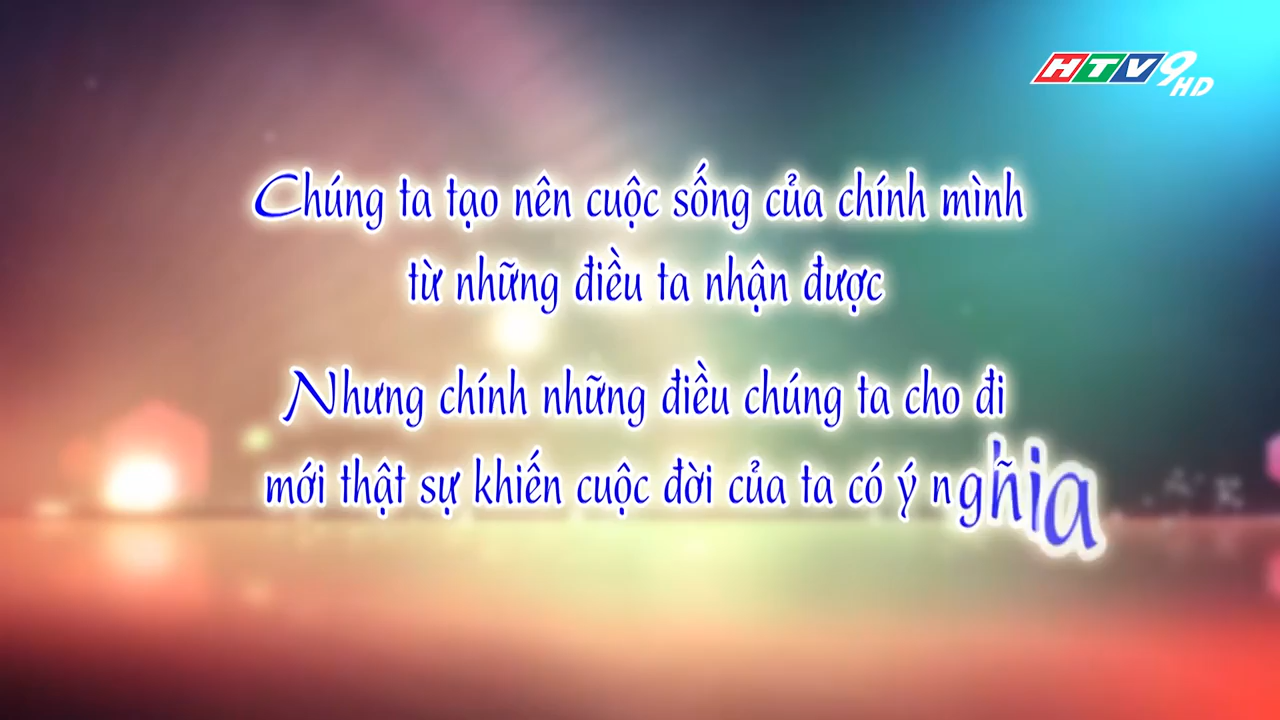 HTV9 HD
Chúng ta tạo nên cuộc sống của chính mình
từ những điều ta nhận được
Nhưng chính những điều chúng ta cho đi
mới thật sự khiến cuộc đời của ta có ý nghĩa